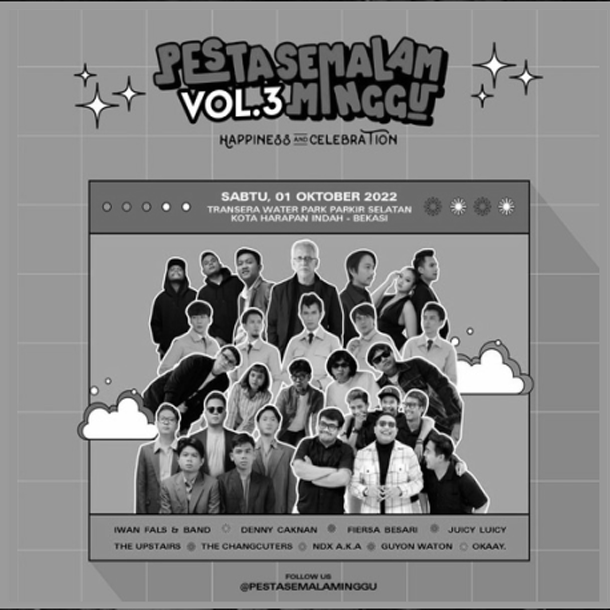 PESTA SEMALAM
VOL.3 MINGGU
HAPPINESS AND CELEBRATION
SABTU, 01 OKTOBER 2022
TRANSERA WATER PARK PARKIR SELATAN
KOTA HARAPAN INDAH - BEKASI
IWAN FALS & BAND DENNY CAKNAN FIERSA BESARI JUICY LUICY
THE UPSTAIRS THE CHANGCUTERS NDX A.K.A GUYON WATON OKAAY.
FOLLOW US
@PESTASEMALAMINGGU